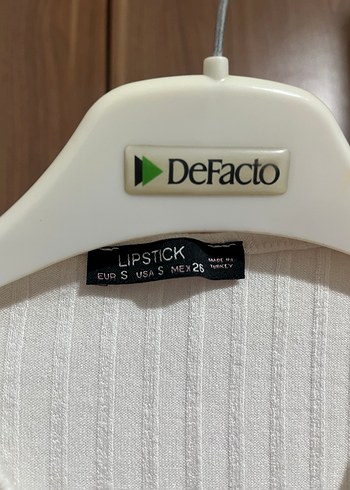 DeFacto
LIPSTICK
EUR S USA S MEX 26
MADE IN
TURKEY